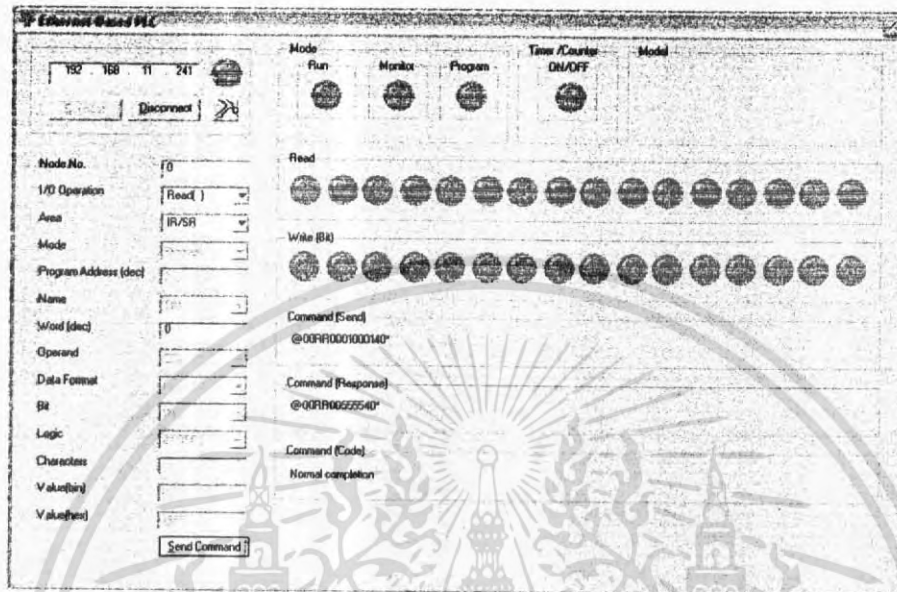 Ethernet Based PLC
192 . 168 . 11 . 241
Disconnect
Mode
Run
Monitor
Program
Timer /Counter
ON/OFF
Model
Node No.
0
I/O Operation
Read( )
Area
IR/SR
Mode
Program Address (dec)
Name
Word (dec)
0
Operand
Data Format
Bit
Logic
Characters
Value(bin)
Value(hex)
Send Command
Read
Write (Bit)
Command (Send)
@00RR0001000140*
Command (Response)
@00RR00555540*
Command (Code)
Normal completion